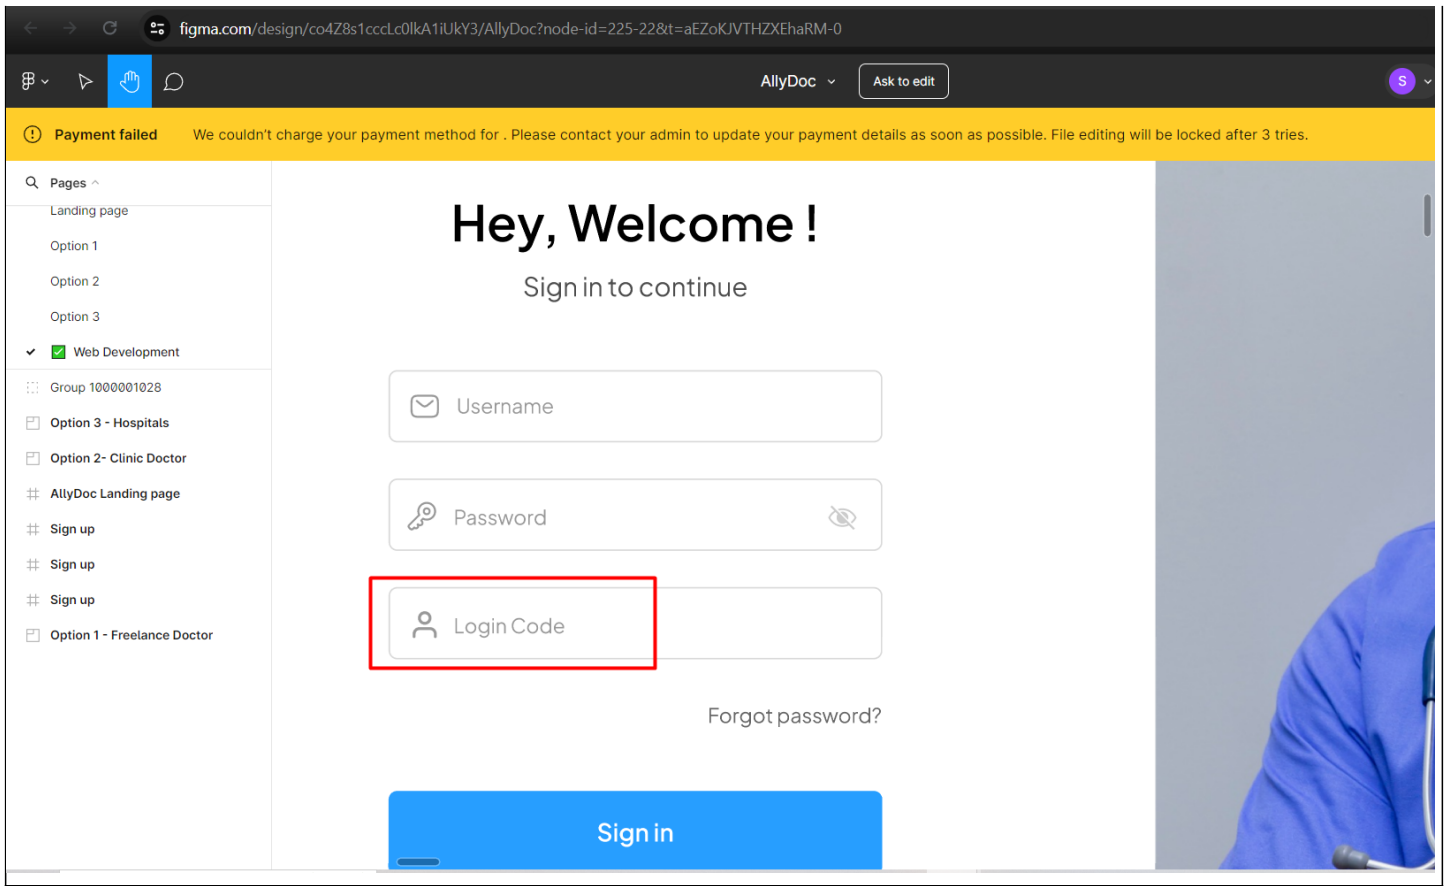 figma.com/design/co4Z8s1cccLc0lkA1iUkY3/AllyDoc?node-id=225-22&t=aEZoKJVTHZXEhaRM-0
AllyDoc
Ask to edit
S
Payment failed We couldn't charge your payment method for . Please contact your admin to update your payment details as soon as possible. File editing will be locked after 3 tries.
Pages
Landing page
Option 1
Option 2
Option 3
Web Development
Group 1000001028
Option 3 - Hospitals
Option 2- Clinic Doctor
AllyDoc Landing page
Sign up
Sign up
Sign up
Option 1 - Freelance Doctor
Hey, Welcome !
Sign in to continue
Username
Password
Login Code
Forgot password?
Sign in